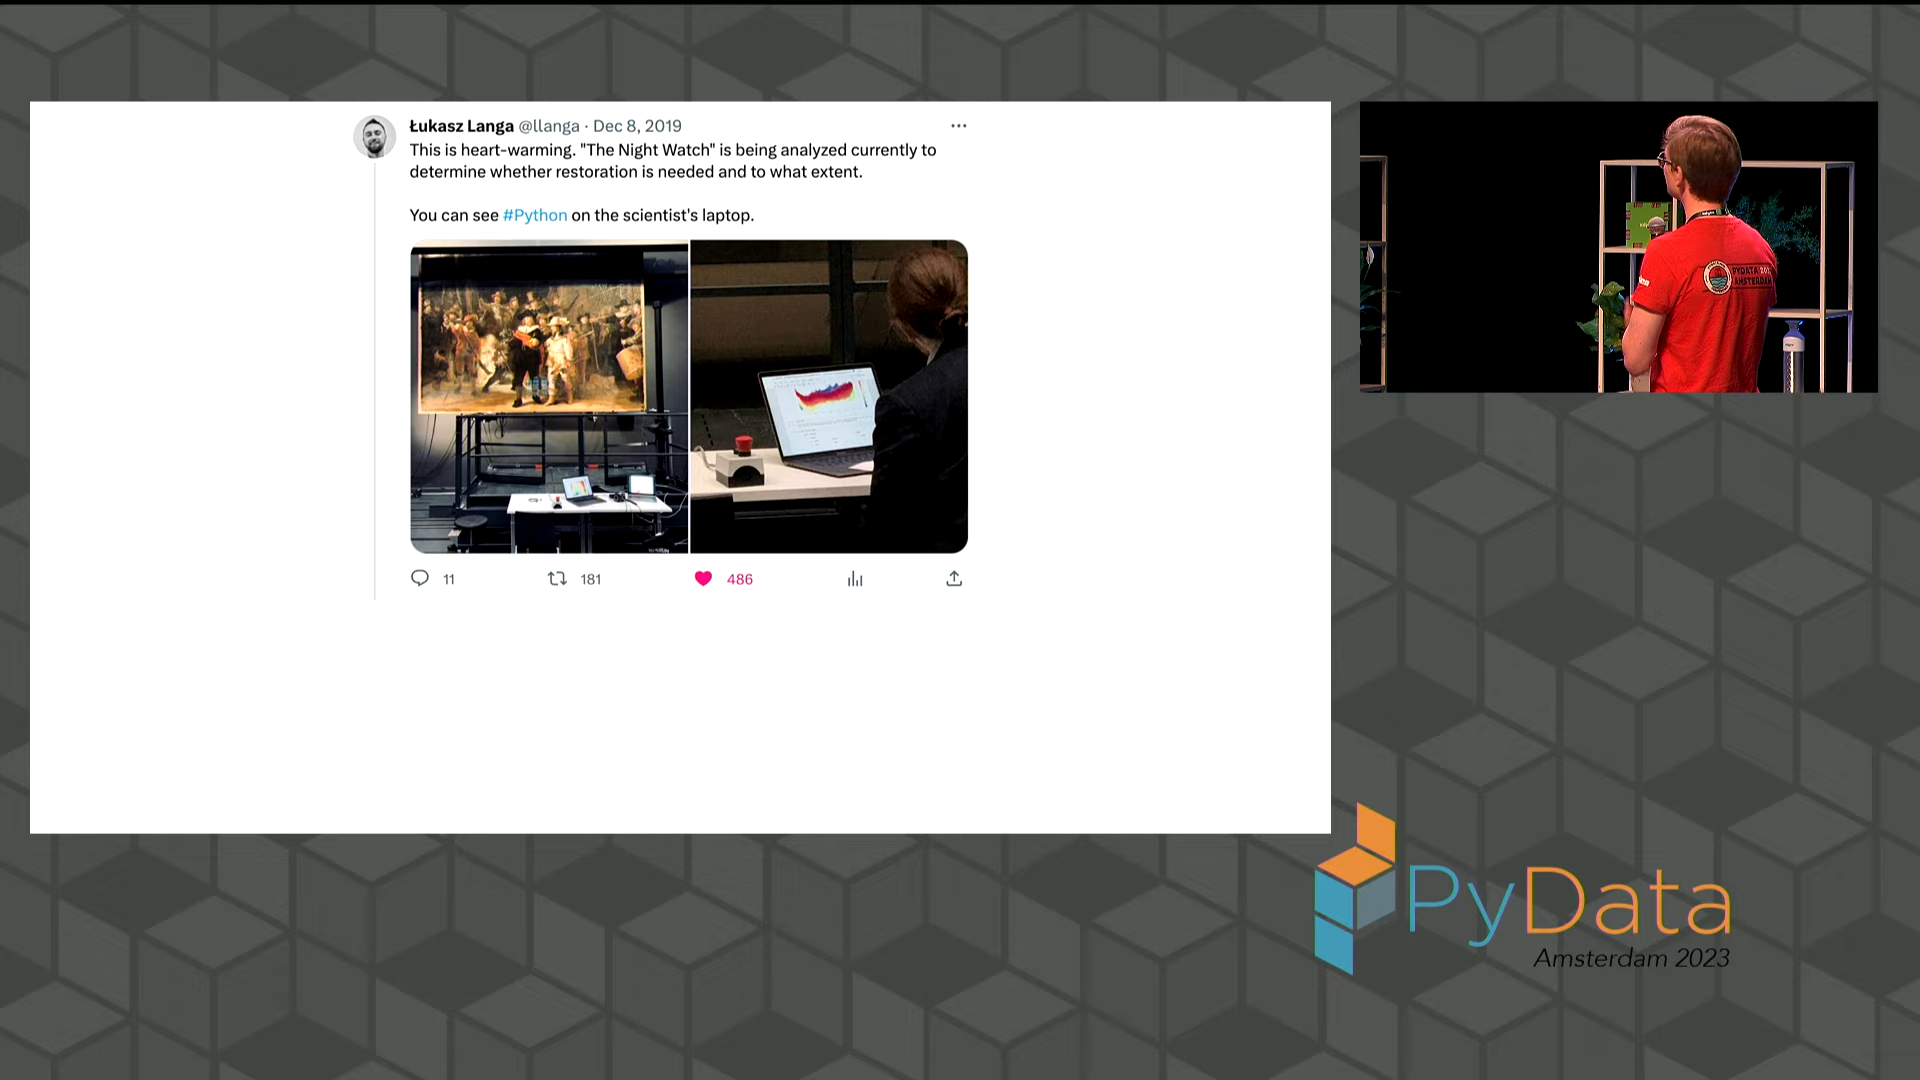 Łukasz Langa @llanga · Dec 8, 2019
This is heart-warming. "The Night Watch" is being analyzed currently to
determine whether restoration is needed and to what extent.
You can see #Python on the scientist's laptop.
11 181 486
PYDATA
AMSTERDAM
PyData
Amsterdam 2023